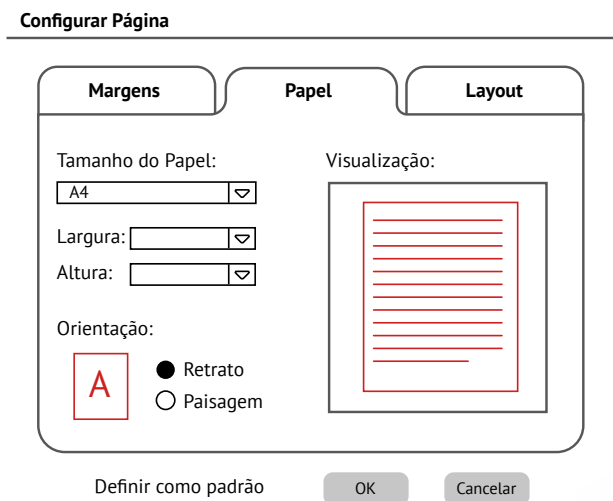 Configurar Página
Margens Papel Layout
Tamanho do Papel:
A4
Largura:
Altura:
Orientação:
A
Retrato
Paisagem
Visualização:
Definir como padrão OK Cancelar